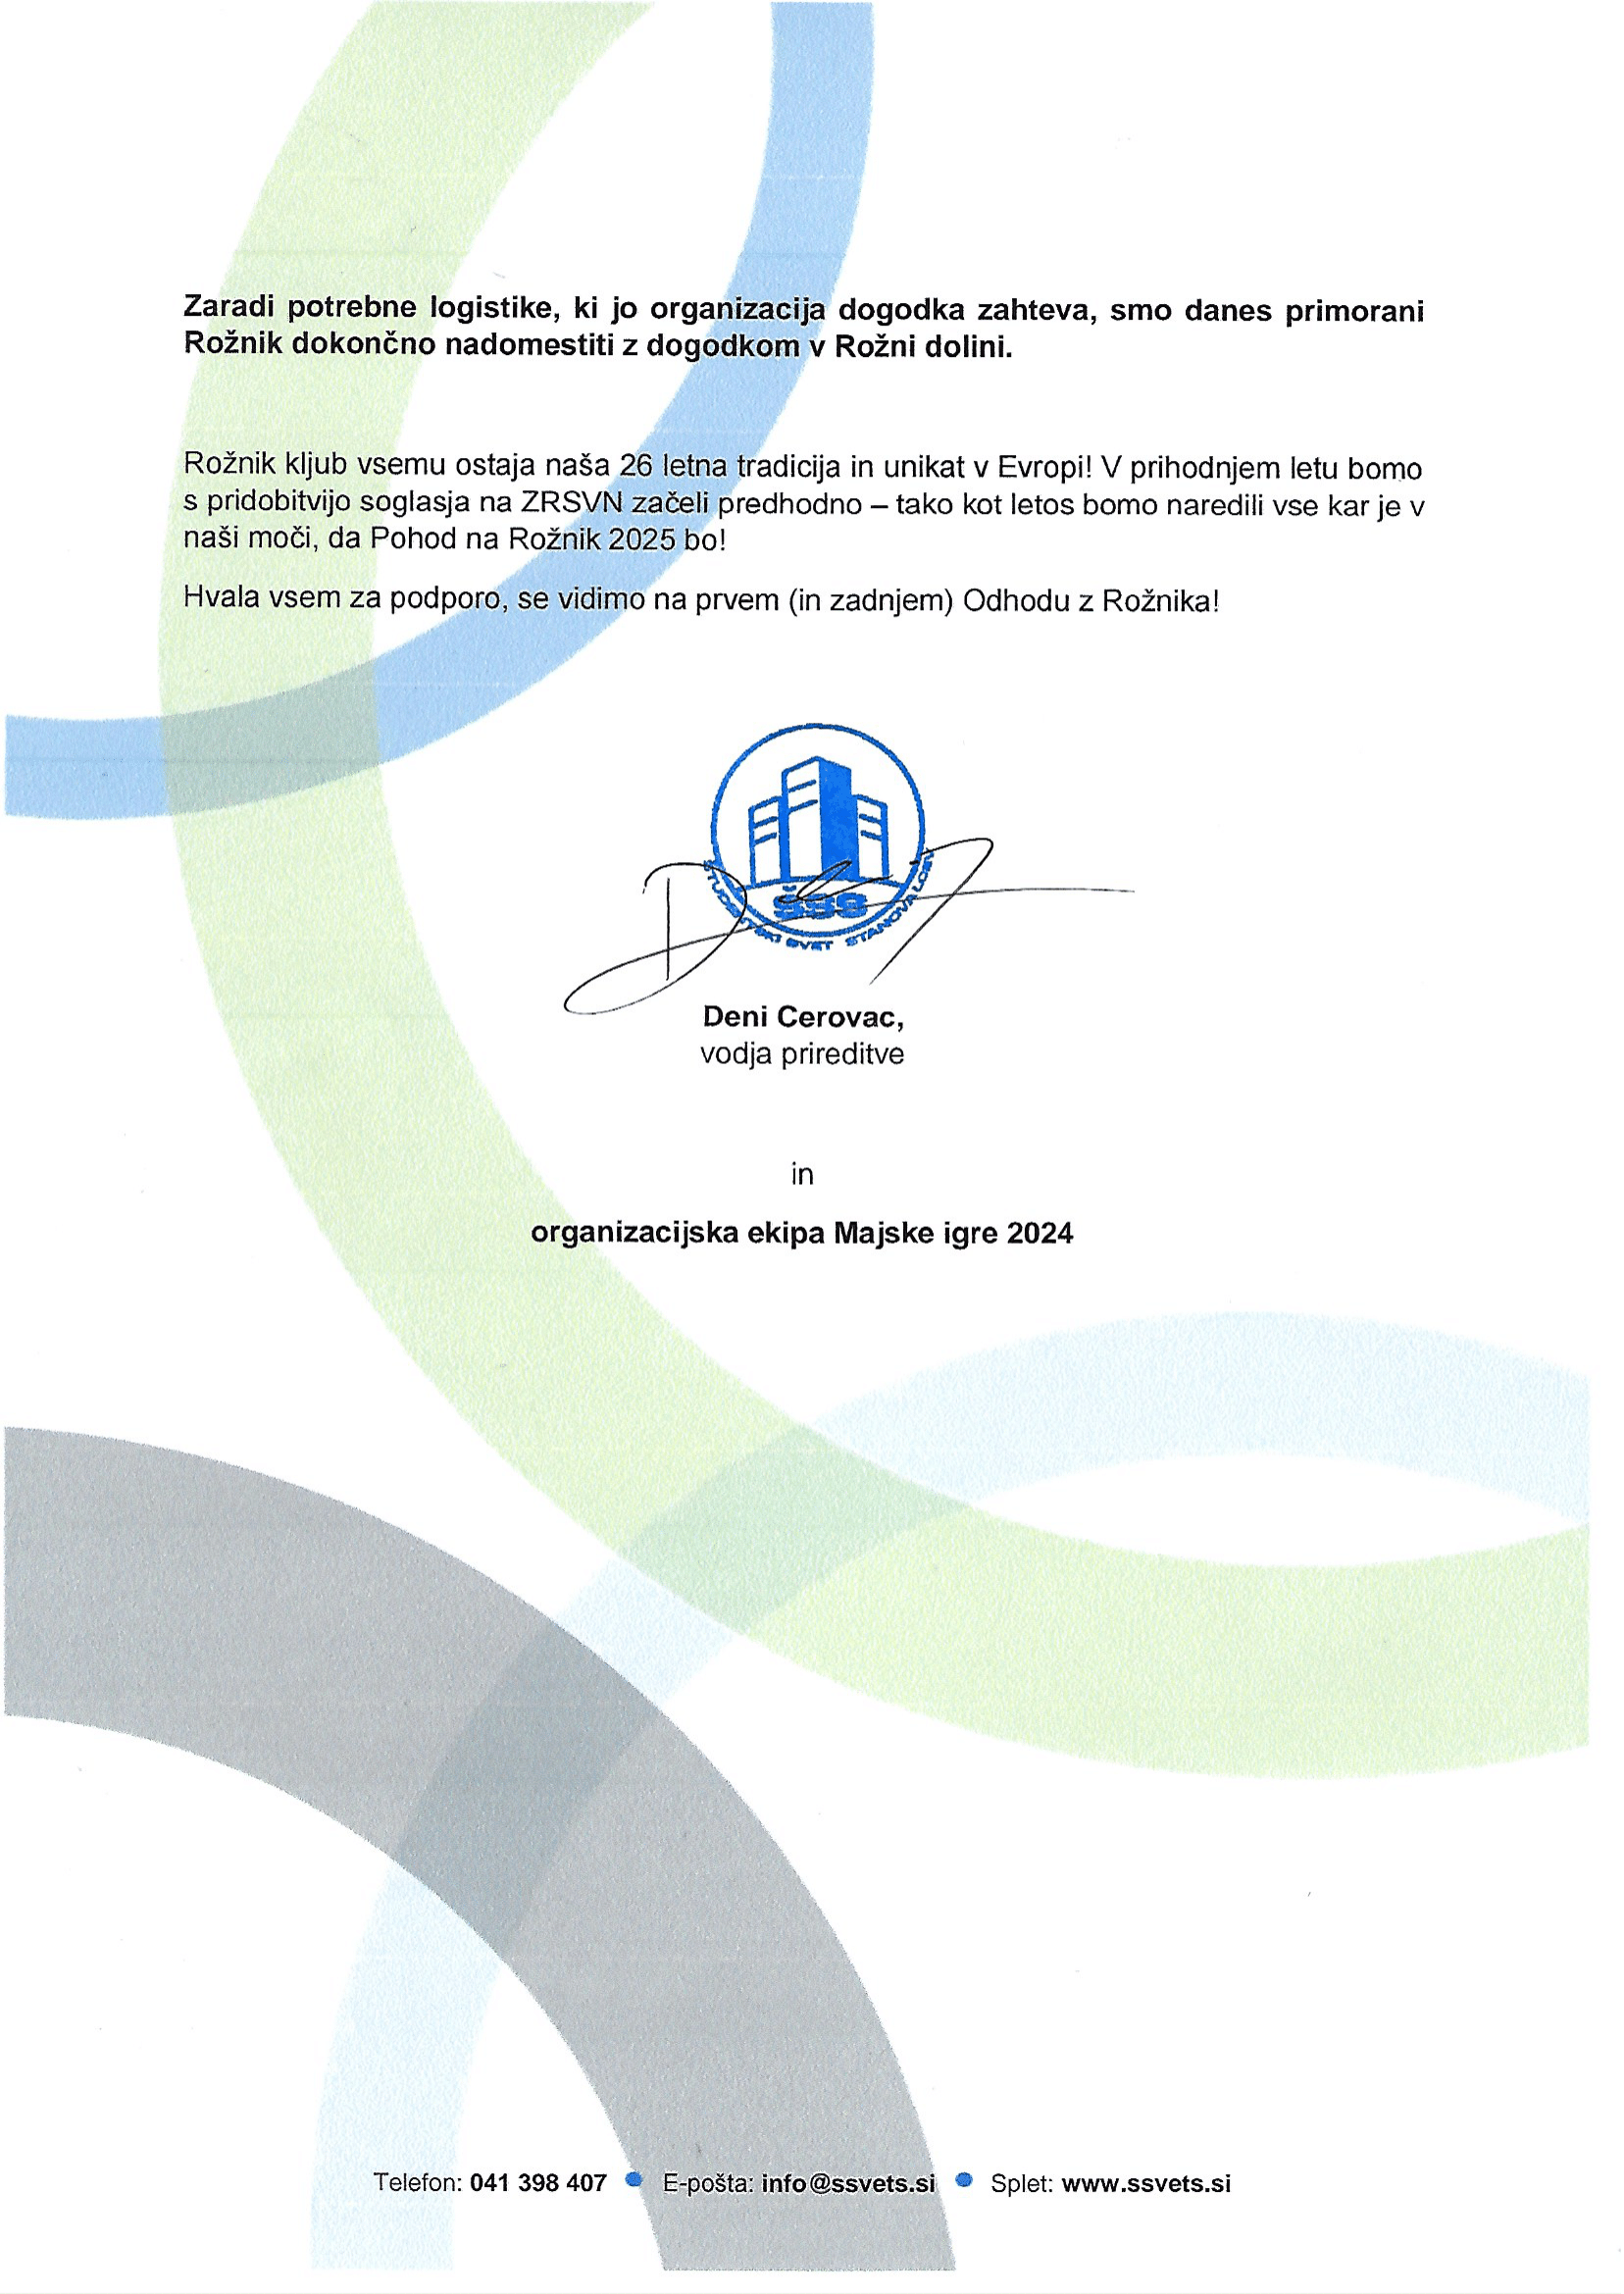 Zaradi potrebne logistike, ki jo organizacija dogodka zahteva, smo danes primorani
Rožnik dokončno nadomestiti z dogodkom v Rožni dolini.
Rožnik kljub vsemu ostaja naša 26 letna tradicija in unikat v Evropi! V prihodnjem letu bomo
s pridobitvijo soglasja na ZRSVN začeli predhodno – tako kot letos bomo naredili vse kar je v
naši moči, da Pohod na Rožnik 2025 bo!
Hvala vsem za podporo, se vidimo na prvem (in zadnjem) Odhodu z Rožnika!
ŠSS
SVET STANOVALCEV
Deni Cerovac,
vodja prireditve
in
organizacijska ekipa Majske igre 2024
Telefon: 041 398 407 • E-pošta: info@ssvets.si • Splet: www.ssvets.si